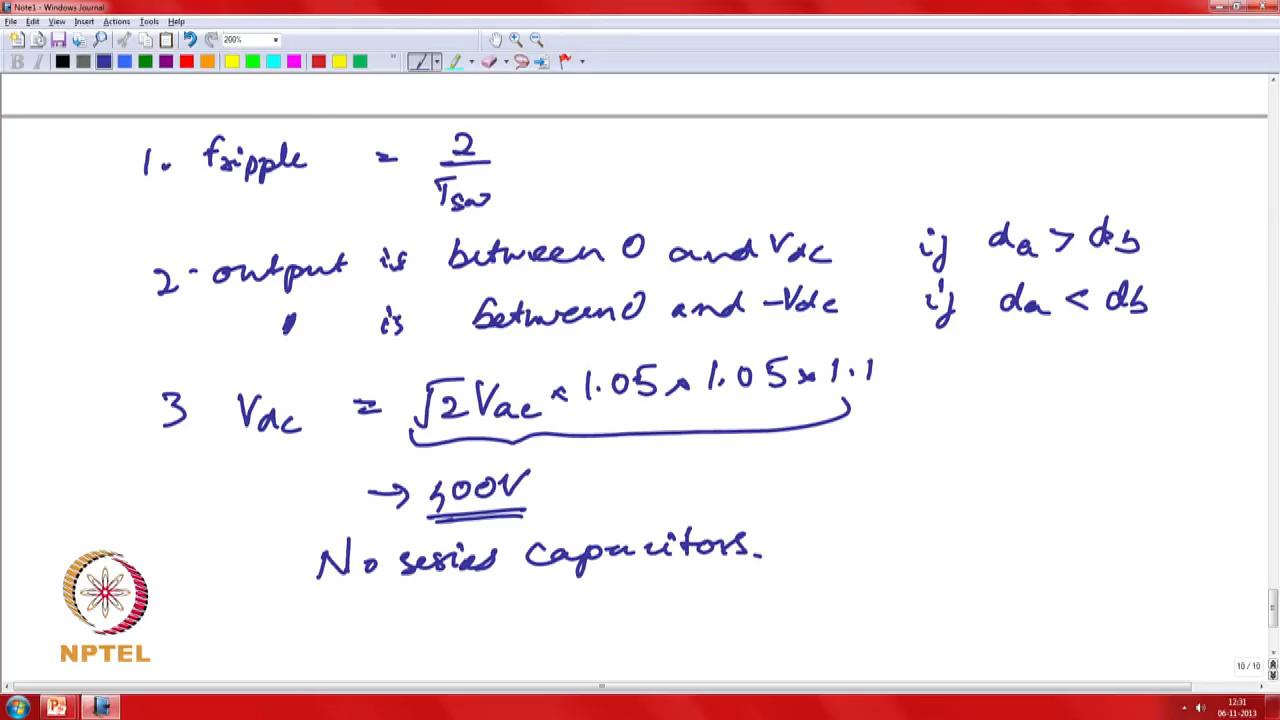 Note1 - Windows Journal
File Edit View Insert Actions Tools Help
200%
B I
1. fripple = 2/Tsw
2. output is between 0 and Vdc if da > db
" is between 0 and -Vdc if da < db
3 Vdc = √2 Vac × 1.05 × 1.05 × 1.1
→ 400V
No series capacitors.
NPTEL
10 / 10
12:31
06-11-2013